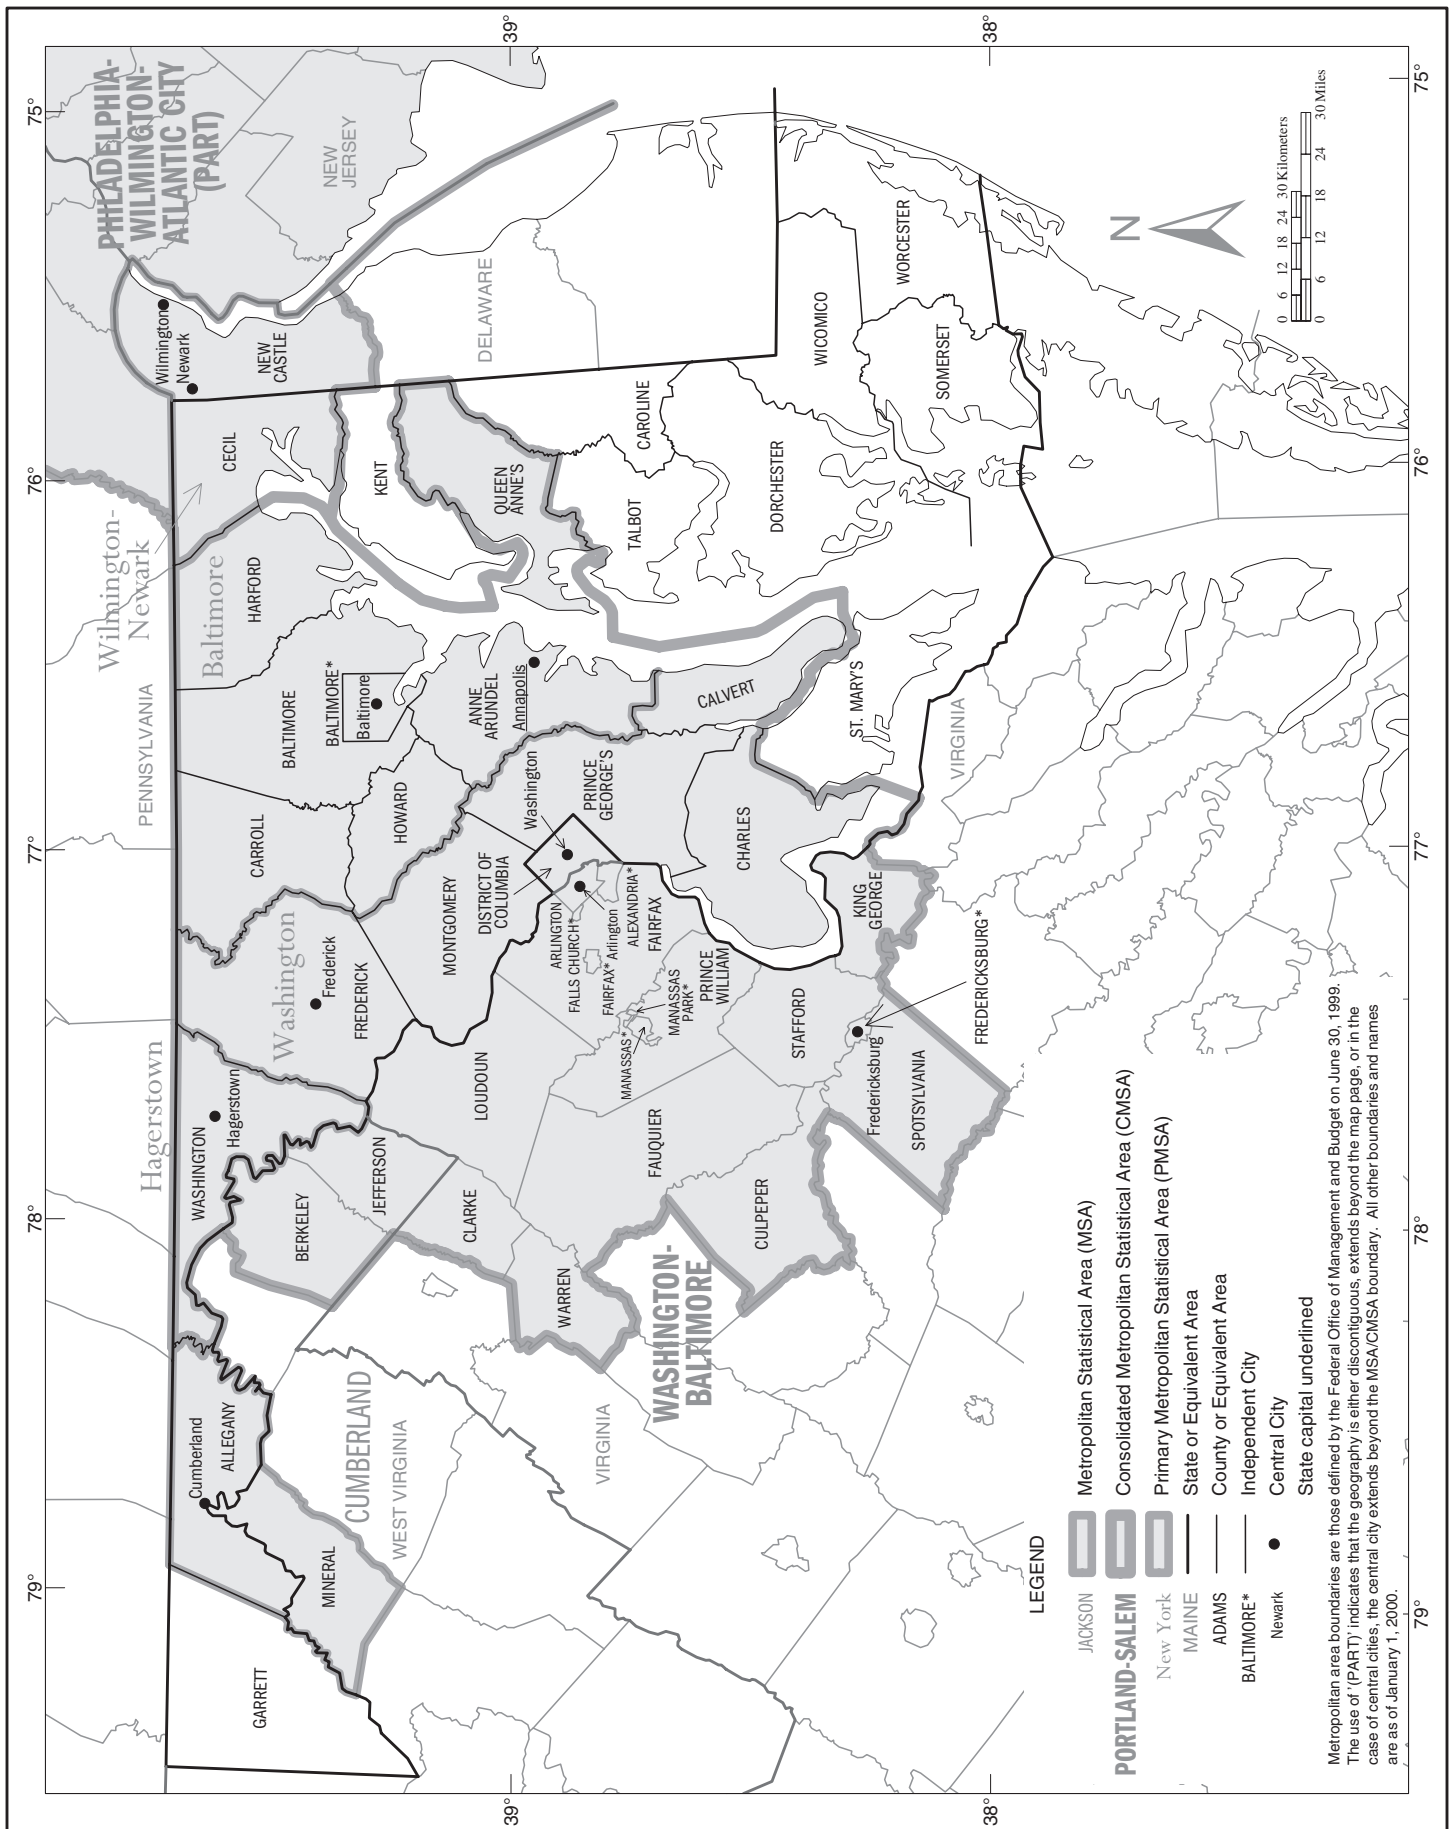 79°
78°
77°
76°
75°
39°
38°
PHILADELPHIA-
WILMINGTON-
ATLANTIC CITY
(PART)
NEW
JERSEY
Wilmington-
Newark
PENNSYLVANIA
Hagerstown
Baltimore
Washington
Wilmington
Newark
NEW
CASTLE
DELAWARE
GARRETT
Cumberland
ALLEGANY
MINERAL
CUMBERLAND
WEST VIRGINIA
WASHINGTON
Hagerstown
BERKELEY
JEFFERSON
Frederick
FREDERICK
CARROLL
BALTIMORE
BALTIMORE*
Baltimore
HARFORD
CECIL
KENT
QUEEN
ANNE'S
HOWARD
MONTGOMERY
ANNE
ARUNDEL
Annapolis
DISTRICT OF
COLUMBIA
Washington
PRINCE
GEORGE'S
CLARKE
LOUDOUN
WARREN
FAUQUIER
ARLINGTON
FALLS CHURCH*
FAIRFAX*
Arlington
ALEXANDRIA*
FAIRFAX
MANASSAS*
MANASSAS
PARK*
PRINCE
WILLIAM
VIRGINIA
WASHINGTON-
BALTIMORE
CULPEPER
STAFFORD
CHARLES
CALVERT
ST. MARY'S
TALBOT
CAROLINE
DORCHESTER
WICOMICO
WORCESTER
SOMERSET
KING
GEORGE
Fredericksburg
SPOTSYLVANIA
FREDERICKSBURG*
VIRGINIA
N
0 6 12 18 24 30 Kilometers
0 6 12 18 24 30 Miles
LEGEND
JACKSON Metropolitan Statistical Area (MSA)
PORTLAND-SALEM Consolidated Metropolitan Statistical Area (CMSA)
New York Primary Metropolitan Statistical Area (PMSA)
MAINE State or Equivalent Area
ADAMS County or Equivalent Area
BALTIMORE* Independent City
Newark Central City
State capital underlined
Metropolitan area boundaries are those defined by the Federal Office of Management and Budget on June 30, 1999.
The use of '(PART) indicates that the geography is either discontiguous, extends beyond the map page, or in the
case of central cities, the central city extends beyond the MSA/CMSA boundary. All other boundaries and names
are as of January 1, 2000.
39°
38°
79°
78°
77°
76°
75°